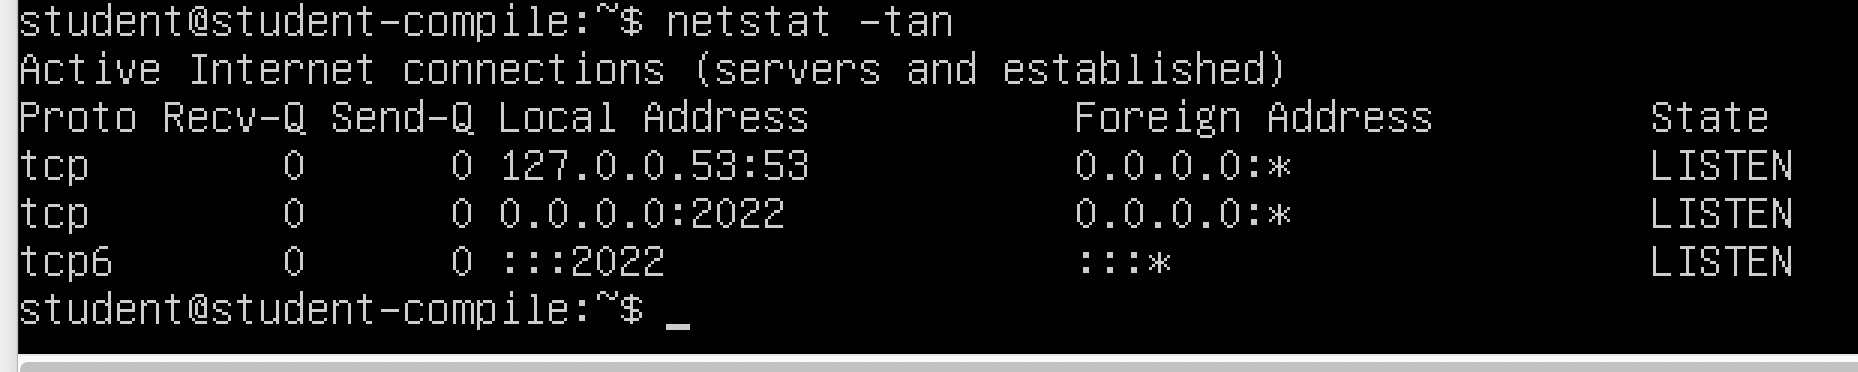 student@student-compile:~$ netstat -tan
Active Internet connections (servers and established)
Proto Recv-Q Send-Q Local Address           Foreign Address         State
tcp        0      0 127.0.0.53:53           0.0.0.0:*               LISTEN
tcp        0      0 0.0.0.0:2022            0.0.0.0:*               LISTEN
tcp6       0      0 :::2022                 :::*                    LISTEN
student@student-compile:~$ _